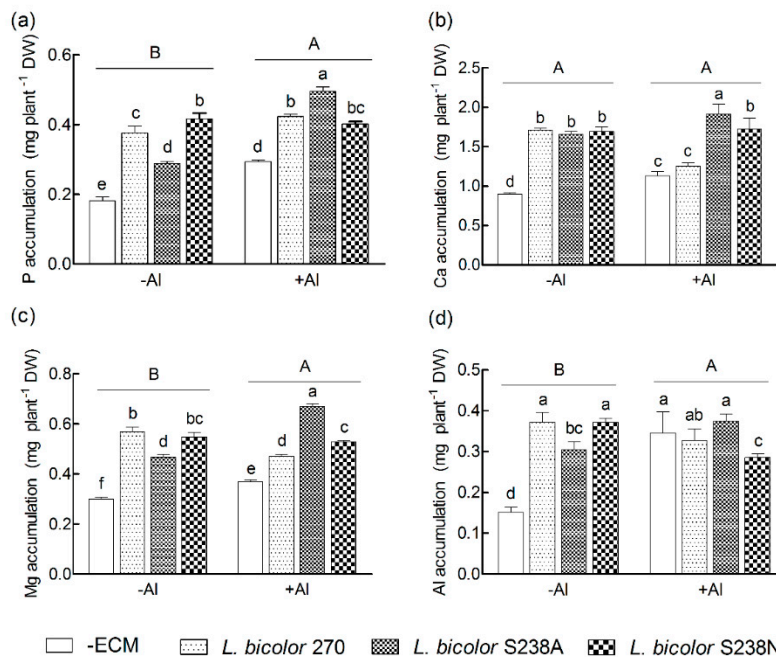 (a)
P accumulation (mg plant⁻¹ DW)
0.6
0.4
0.2
0.0
B
A
e
c
d
b
d
b
a
bc
-Al
+Al
(b)
Ca accumulation (mg plant⁻¹ DW)
2.5
2.0
1.5
1.0
0.5
0.0
A
A
d
b
b
b
c
c
a
b
-Al
+Al
(c)
Mg accumulation (mg plant⁻¹ DW)
0.8
0.6
0.4
0.2
0.0
B
A
f
b
d
bc
e
d
a
c
-Al
+Al
(d)
Al accumulation (mg plant⁻¹ DW)
0.5
0.4
0.3
0.2
0.1
0.0
B
A
d
a
bc
a
a
ab
a
c
-Al
+Al
-ECM L. bicolor 270 L. bicolor S238A L. bicolor S238N